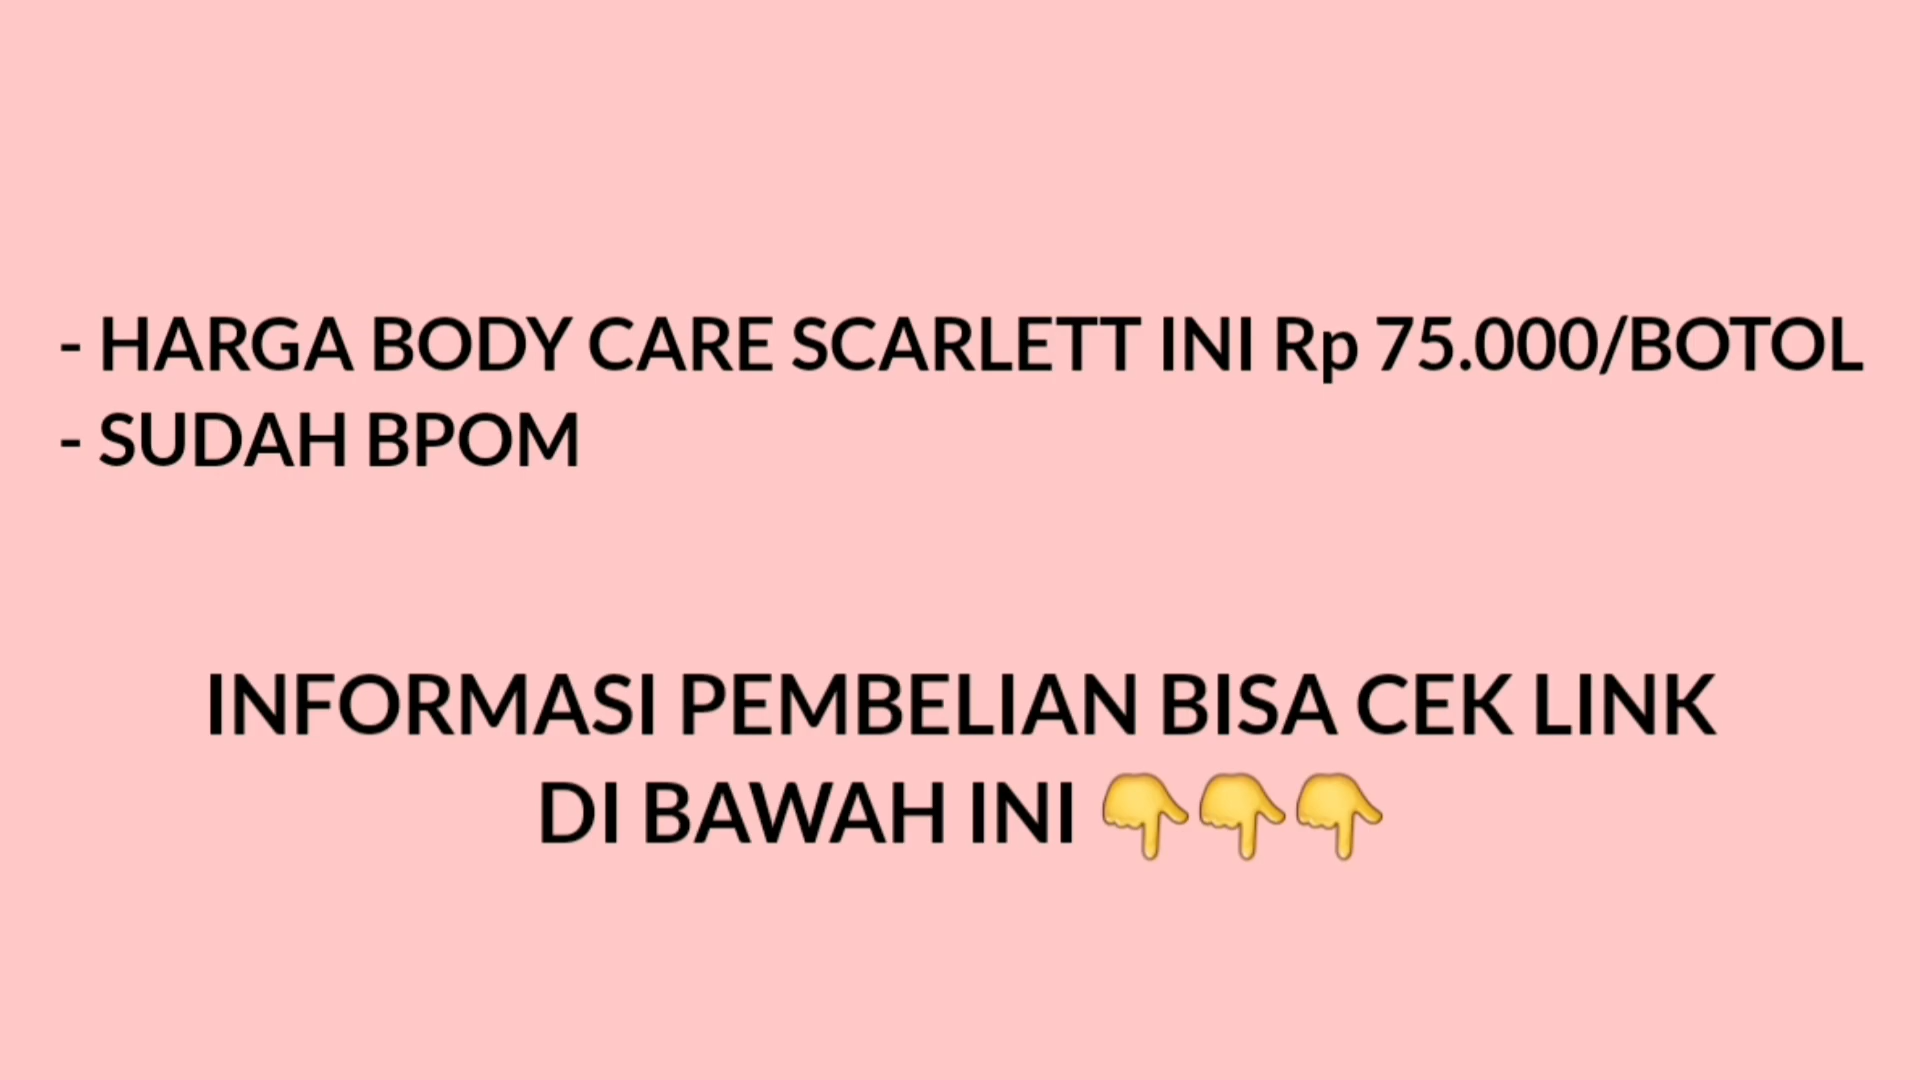 - HARGA BODY CARE SCARLETT INI Rp 75.000/BOTOL
- SUDAH BPOM
INFORMASI PEMBELIAN BISA CEK LINK
DI BAWAH INI 👇👇👇